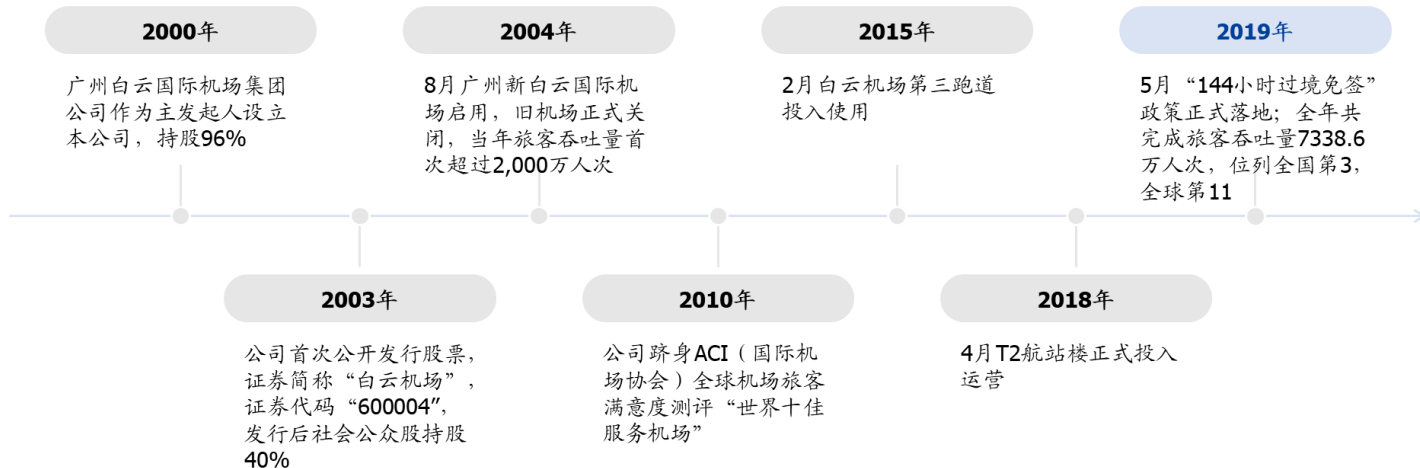 2000年
广州白云国际机场集团
公司作为主发起人设立
本公司，持股96%
2003年
公司首次公开发行股票，
证券简称“白云机场”，
证券代码“600004”，
发行后社会公众股持股
40%
2004年
8月广州新白云国际机
场启用，旧机场正式关
闭，当年旅客吞吐量首
次超过2,000万人次
2010年
公司跻身ACI（国际机
场协会）全球机场旅客
满意度测评“世界十佳
服务机场”
2015年
2月白云机场第三跑道
投入使用
2018年
4月T2航站楼正式投入
运营
2019年
5月“144小时过境免签”
政策正式落地；全年共
完成旅客吞吐量7338.6
万人次，位列全国第3，
全球第11